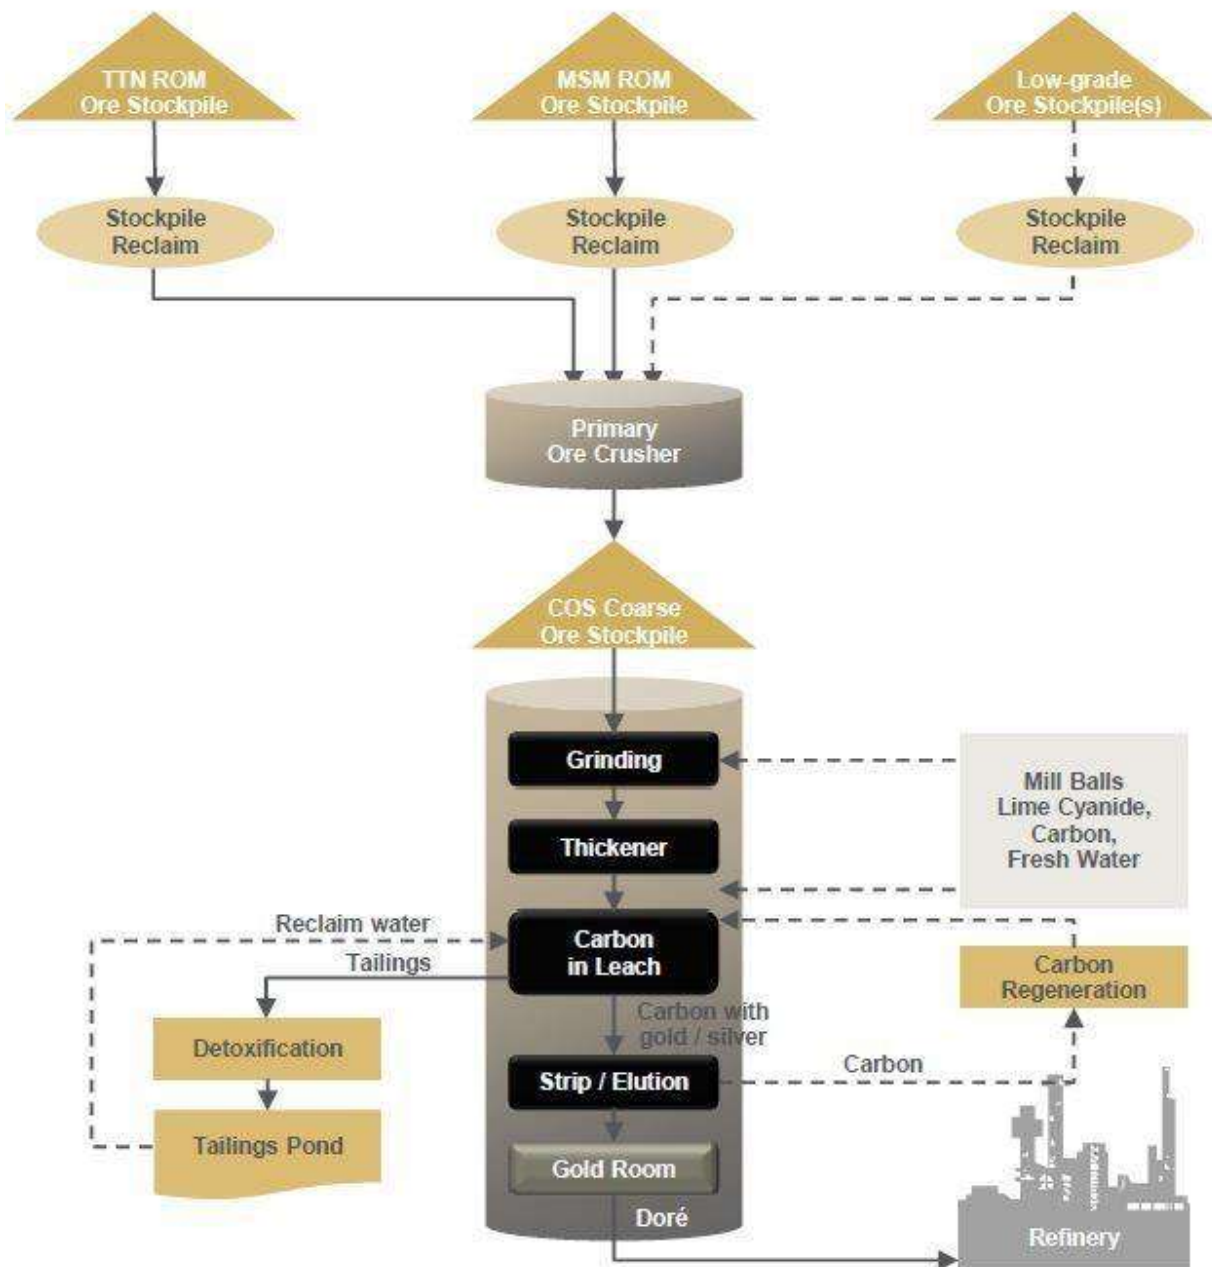 TTN ROM
Ore Stockpile
MSM ROM
Ore Stockpile
Low-grade
Ore Stockpile(s)
Stockpile
Reclaim
Stockpile
Reclaim
Stockpile
Reclaim
Primary
Ore Crusher
COS Coarse
Ore Stockpile
Grinding
Mill Balls
Lime Cyanide,
Carbon,
Fresh Water
Thickener
Reclaim water
Tailings
Carbon
in Leach
Carbon
Regeneration
Carbon with
gold / silver
Detoxification
Strip / Elution
Carbon
Tailings Pond
Gold Room
Doré
Refinery